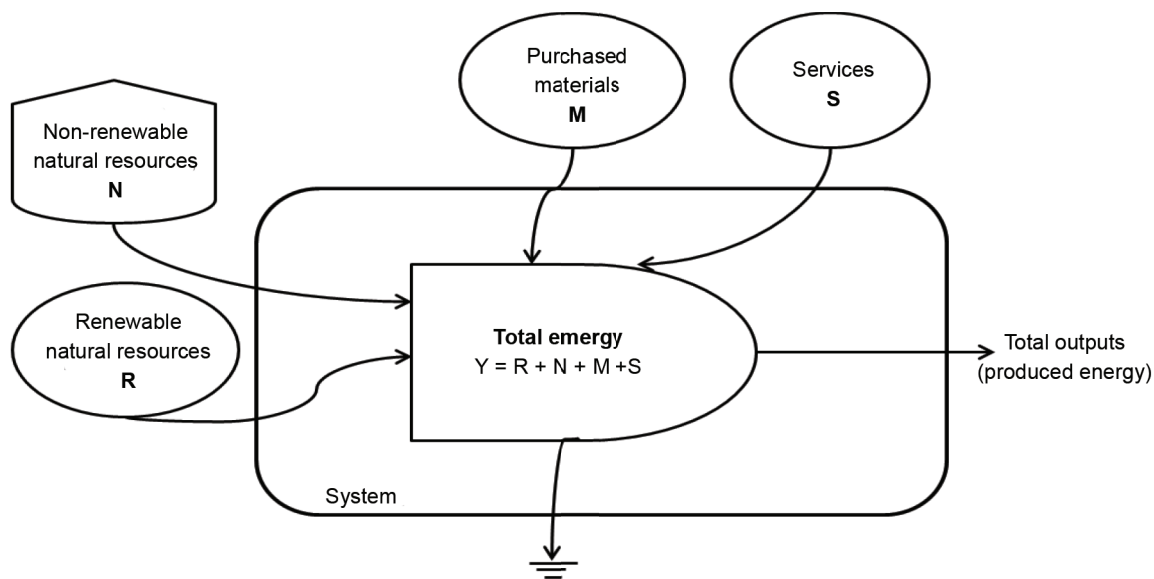 Purchased
materials
M
Services
S
Non-renewable
natural resources
N
Renewable
natural resources
R
Total emergy
Y = R + N + M +S
Total outputs
(produced energy)
System